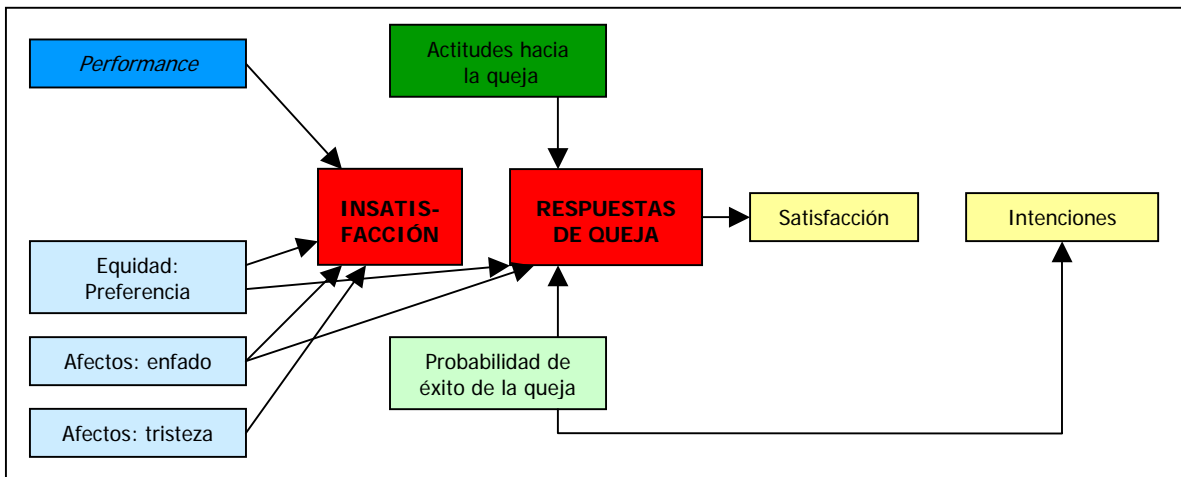 Performance
Actitudes hacia
la queja
INSATIS-
FACCIÓN
RESPUESTAS
DE QUEJA
Satisfacción
Intenciones
Equidad:
Preferencia
Afectos: enfado
Probabilidad de
éxito de la queja
Afectos: tristeza